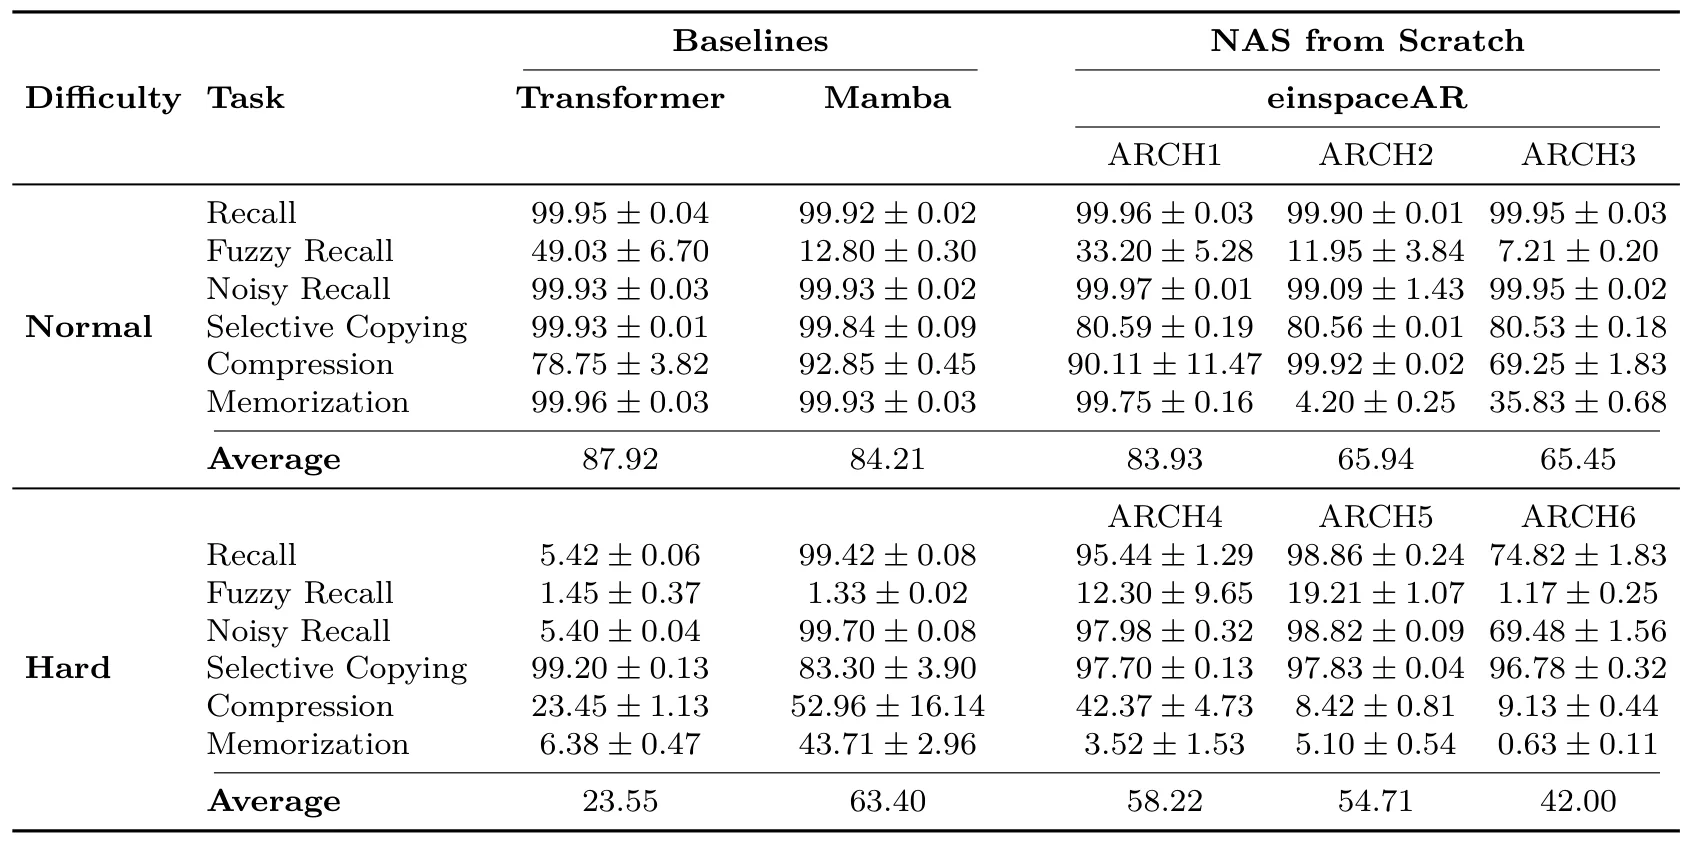 Baselines NAS from Scratch
Difficulty Task Transformer Mamba einspaceAR
ARCH1 ARCH2 ARCH3
Recall 99.95 ± 0.04 99.92 ± 0.02 99.96 ± 0.03 99.90 ± 0.01 99.95 ± 0.03
Fuzzy Recall 49.03 ± 6.70 12.80 ± 0.30 33.20 ± 5.28 11.95 ± 3.84 7.21 ± 0.20
Noisy Recall 99.93 ± 0.03 99.93 ± 0.02 99.97 ± 0.01 99.09 ± 1.43 99.95 ± 0.02
Normal Selective Copying 99.93 ± 0.01 99.84 ± 0.09 80.59 ± 0.19 80.56 ± 0.01 80.53 ± 0.18
Compression 78.75 ± 3.82 92.85 ± 0.45 90.11 ± 11.47 99.92 ± 0.02 69.25 ± 1.83
Memorization 99.96 ± 0.03 99.93 ± 0.03 99.75 ± 0.16 4.20 ± 0.25 35.83 ± 0.68
Average 87.92 84.21 83.93 65.94 65.45
ARCH4 ARCH5 ARCH6
Recall 5.42 ± 0.06 99.42 ± 0.08 95.44 ± 1.29 98.86 ± 0.24 74.82 ± 1.83
Fuzzy Recall 1.45 ± 0.37 1.33 ± 0.02 12.30 ± 9.65 19.21 ± 1.07 1.17 ± 0.25
Noisy Recall 5.40 ± 0.04 99.70 ± 0.08 97.98 ± 0.32 98.82 ± 0.09 69.48 ± 1.56
Hard Selective Copying 99.20 ± 0.13 83.30 ± 3.90 97.70 ± 0.13 97.83 ± 0.04 96.78 ± 0.32
Compression 23.45 ± 1.13 52.96 ± 16.14 42.37 ± 4.73 8.42 ± 0.81 9.13 ± 0.44
Memorization 6.38 ± 0.47 43.71 ± 2.96 3.52 ± 1.53 5.10 ± 0.54 0.63 ± 0.11
Average 23.55 63.40 58.22 54.71 42.00